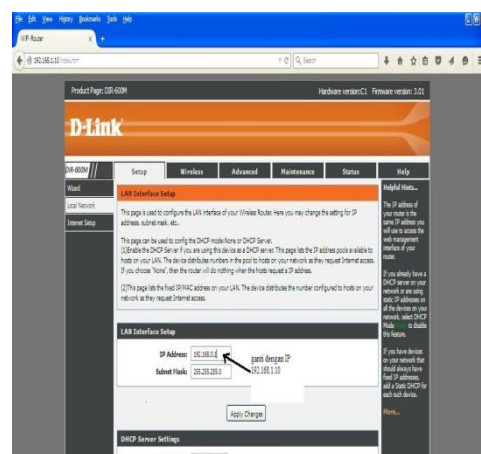 File Edit View History Bookmarks Tools Help
WiFi Router x +
Search
Product Page: DIR-600M Hardware version:C1 Firmware version: 3.01
D-Link
DIR-600M Setup Wireless Advanced Maintenance Status Help
Wizard
Local Network
Internet Setup
LAN Interface Setup
This page is used to configure the LAN interface of your Wireless Router. Here you may change the setting for IP
address, subnet mask, etc..
This page can be used to config the DHCP mode:None or DHCP Server.
(1)Enable the DHCP Server if you are using this device as a DHCP server. This page lists the IP address pools available to
hosts on your LAN. The device distributes numbers in the pool to hosts on your network as they request Internet access.
If you choose "None", then the router will do nothing when the hosts request a IP address.
(2)This page lists the fixed IP/MAC address on your LAN. The device distributes the number configured to hosts on your
network as they request Internet access.
LAN Interface Setup
IP Address: 192.168.0.1
ganti dengan IP
192.168.1.10
Subnet Mask: 255.255.255.0
Apply Changes
DHCP Server Settings
Helpful Hints...
The IP address of
your router is the
same IP address you
will use to access the
web management
interface of your
router.
If you already have a
DHCP server on your
network or are using
static IP addresses on
all the devices on your
network, select DHCP
Mode to disable
this feature.
If you have devices
on your network that
should always have
fixed IP addresses,
add a Static DHCP for
each such device.
More...